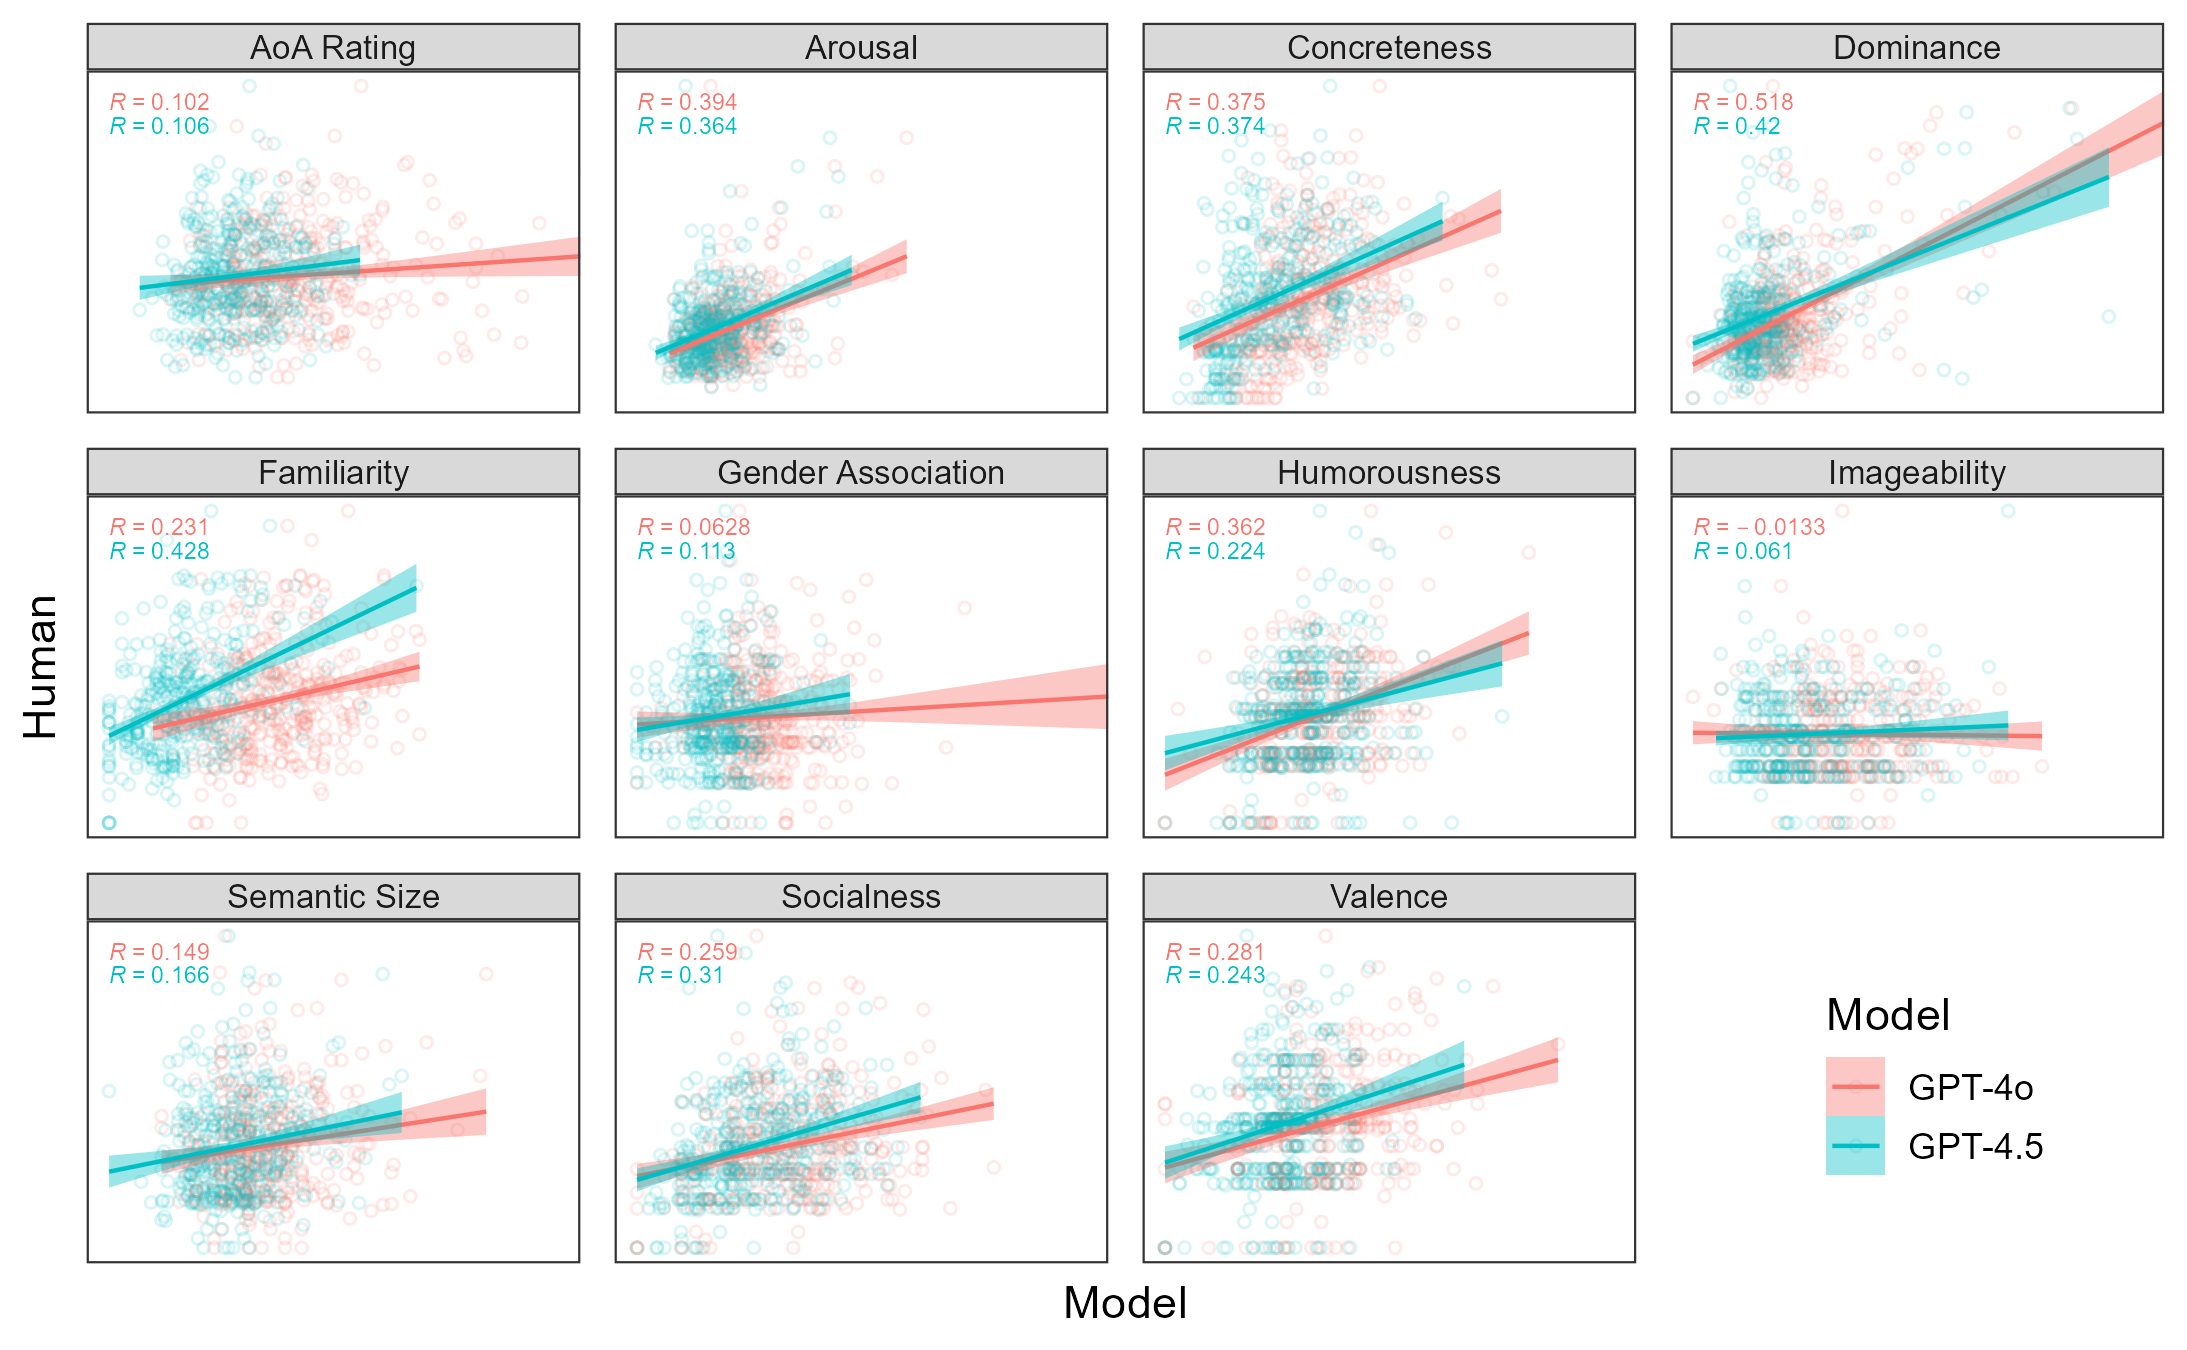 AoA Rating
R = 0.102
R = 0.106
Arousal
R = 0.394
R = 0.364
Concreteness
R = 0.375
R = 0.374
Dominance
R = 0.518
R = 0.42
Familiarity
R = 0.231
R = 0.428
Gender Association
R = 0.0628
R = 0.113
Humorousness
R = 0.362
R = 0.224
Imageability
R = − 0.0133
R = 0.061
Semantic Size
R = 0.149
R = 0.166
Socialness
R = 0.259
R = 0.31
Valence
R = 0.281
R = 0.243
Human
Model
Model
GPT-4o
GPT-4.5